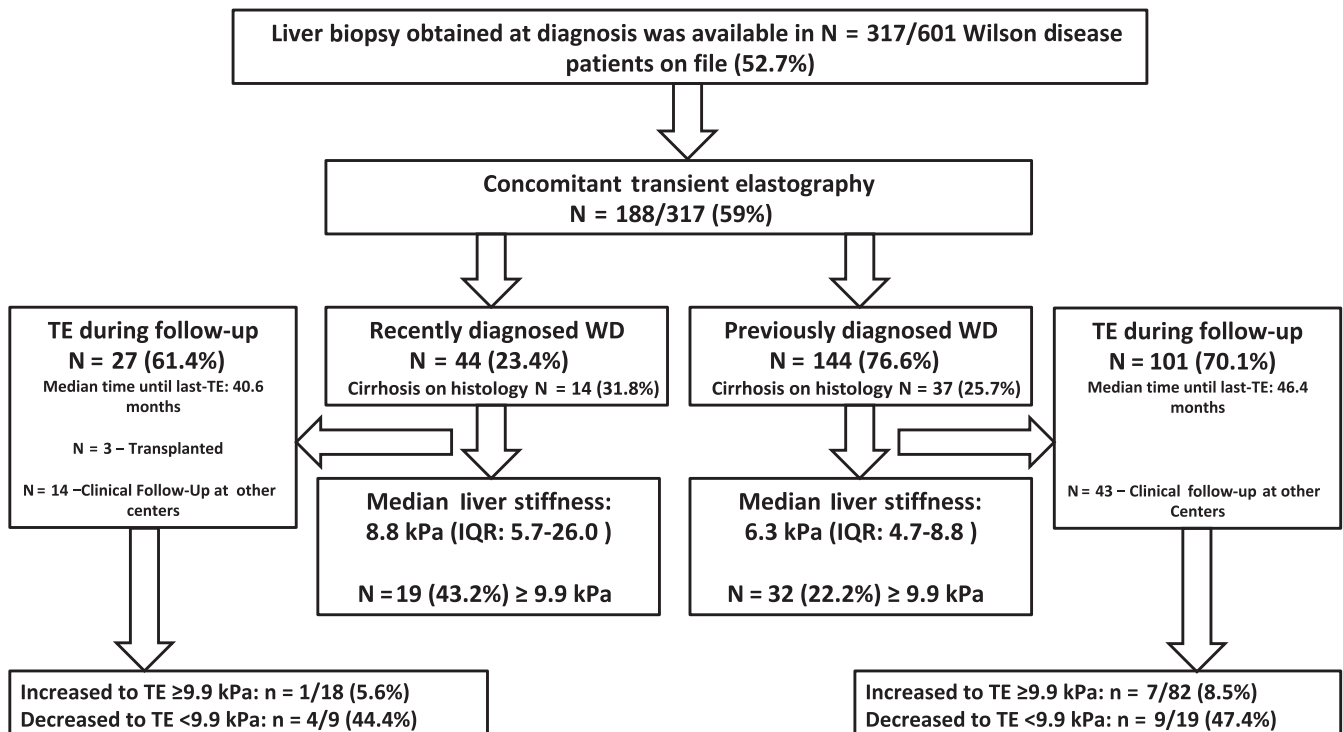 Liver biopsy obtained at diagnosis was available in N = 317/601 Wilson disease
patients on file (52.7%)
Concomitant transient elastography
N = 188/317 (59%)
TE during follow-up
N = 27 (61.4%)
Median time until last-TE: 40.6
months
N = 3 – Transplanted
N = 14 –Clinical Follow-Up at other
centers
Recently diagnosed WD
N = 44 (23.4%)
Cirrhosis on histology N = 14 (31.8%)
Previously diagnosed WD
N = 144 (76.6%)
Cirrhosis on histology N = 37 (25.7%)
TE during follow-up
N = 101 (70.1%)
Median time until last-TE: 46.4
months
N = 43 – Clinical follow-up at other
Centers
Median liver stiffness:
8.8 kPa (IQR: 5.7-26.0 )
N = 19 (43.2%) ≥ 9.9 kPa
Median liver stiffness:
6.3 kPa (IQR: 4.7-8.8 )
N = 32 (22.2%) ≥ 9.9 kPa
Increased to TE ≥9.9 kPa: n = 1/18 (5.6%)
Decreased to TE <9.9 kPa: n = 4/9 (44.4%)
Increased to TE ≥9.9 kPa: n = 7/82 (8.5%)
Decreased to TE <9.9 kPa: n = 9/19 (47.4%)